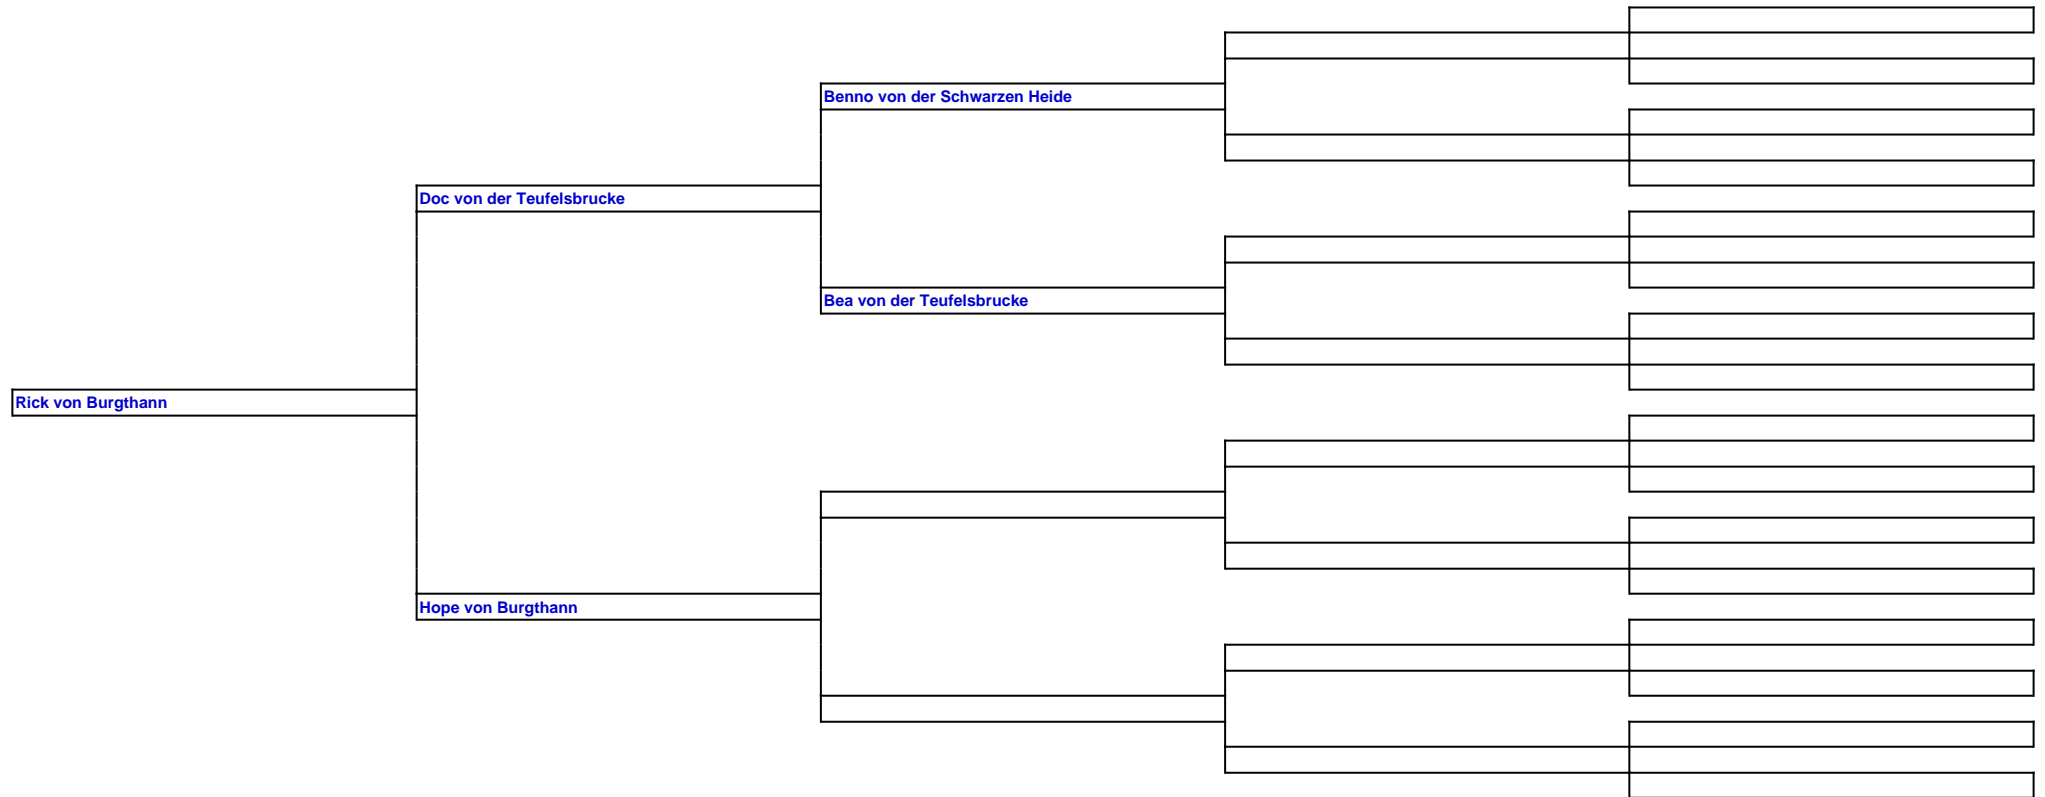 Benno von der Schwarzen Heide
Doc von der Teufelsbrucke
Bea von der Teufelsbrucke
Rick von Burgthann
Hope von Burgthann